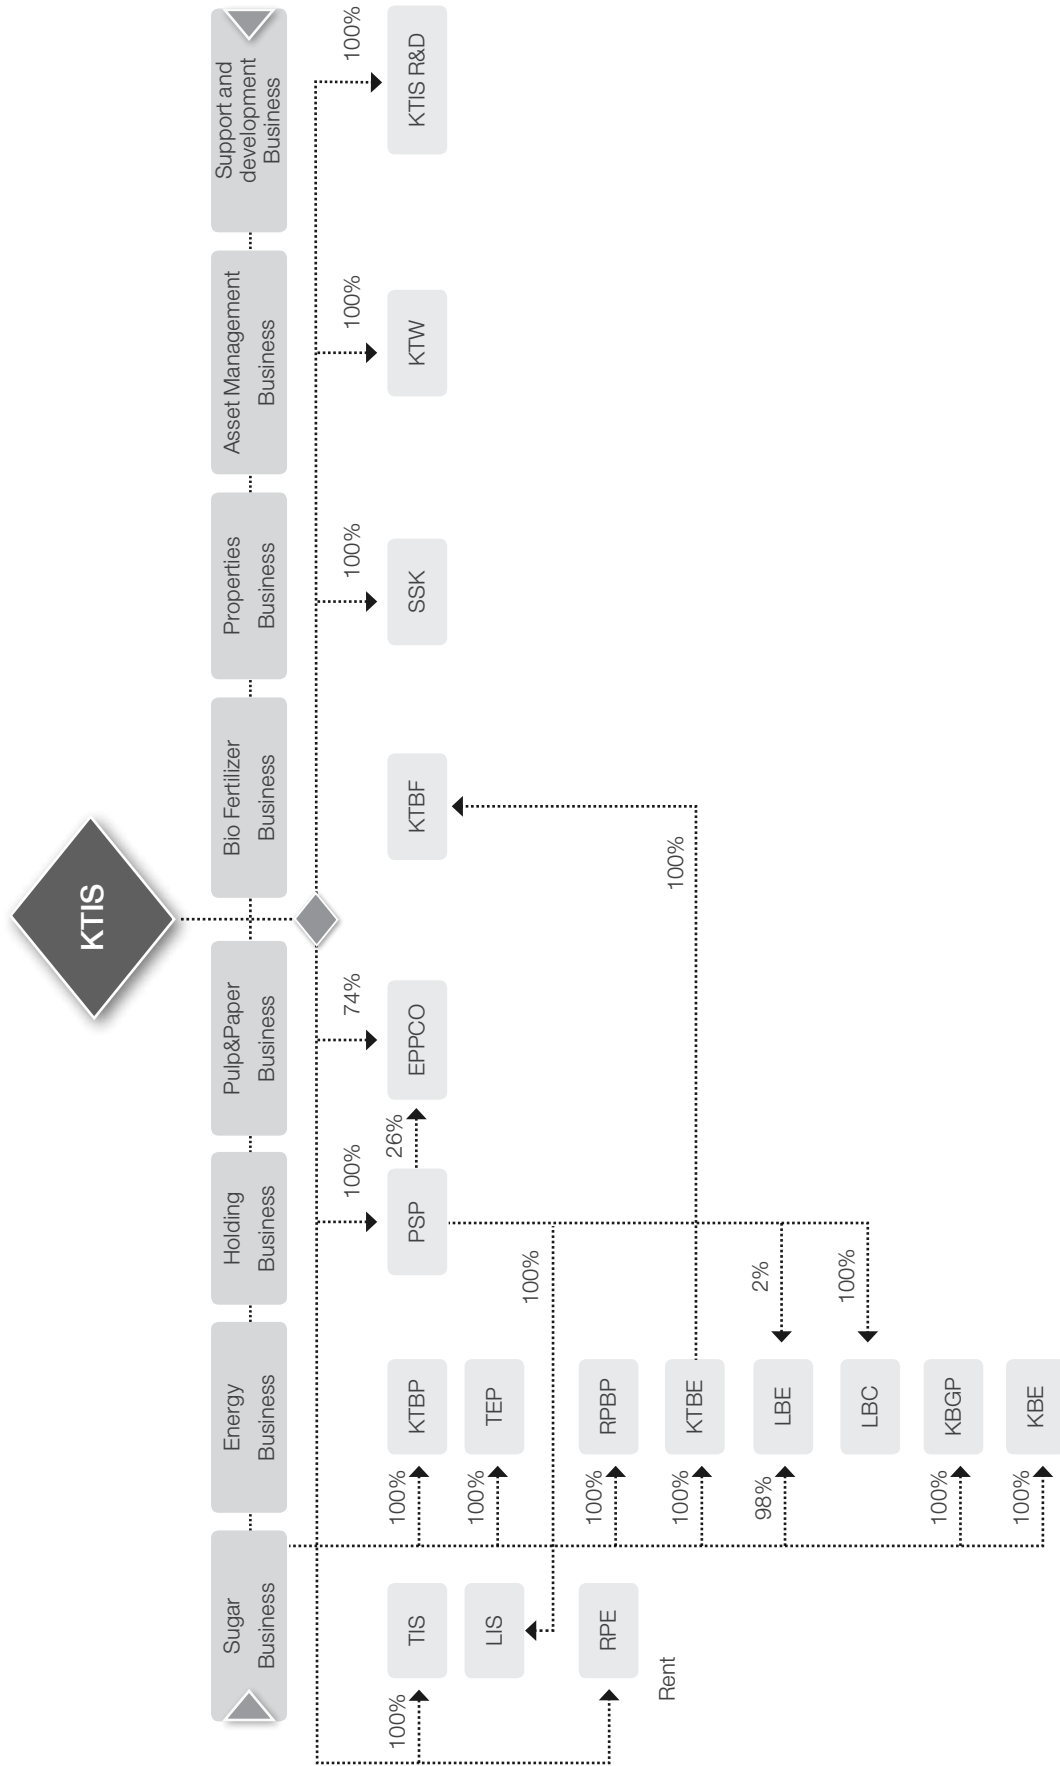 KTIS
Sugar
Business
Energy
Business
Holding
Business
Pulp&Paper
Business
Bio Fertilizer
Business
Properties
Business
Asset Management
Business
Support and
development
Business
100%
74%
100%
100%
100%
100%
TIS
100%
KTBP
PSP
26%
EPPCO
KTBF
SSK
KTW
KTIS R&D
LIS
100%
TEP
100%
RPE
100%
RPBP
Rent
100%
KTBE
100%
98%
LBE
2%
LBC
100%
100%
KBGP
100%
KBE